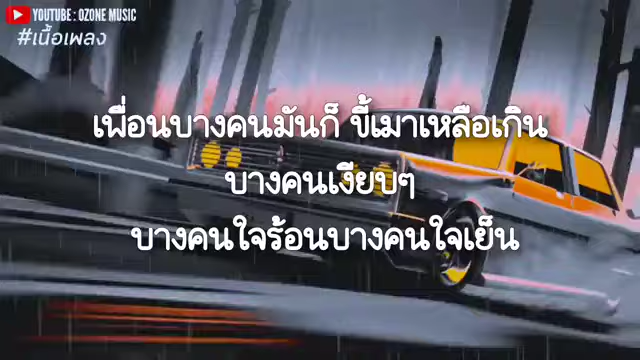 YOUTUBE : OZONE MUSIC
#เนื้อเพลง
เพื่อนบางคนมันก็ ขี้เมาเหลือเกิน
บางคนเงียบๆ
บางคนใจร้อนบางคนใจเย็น